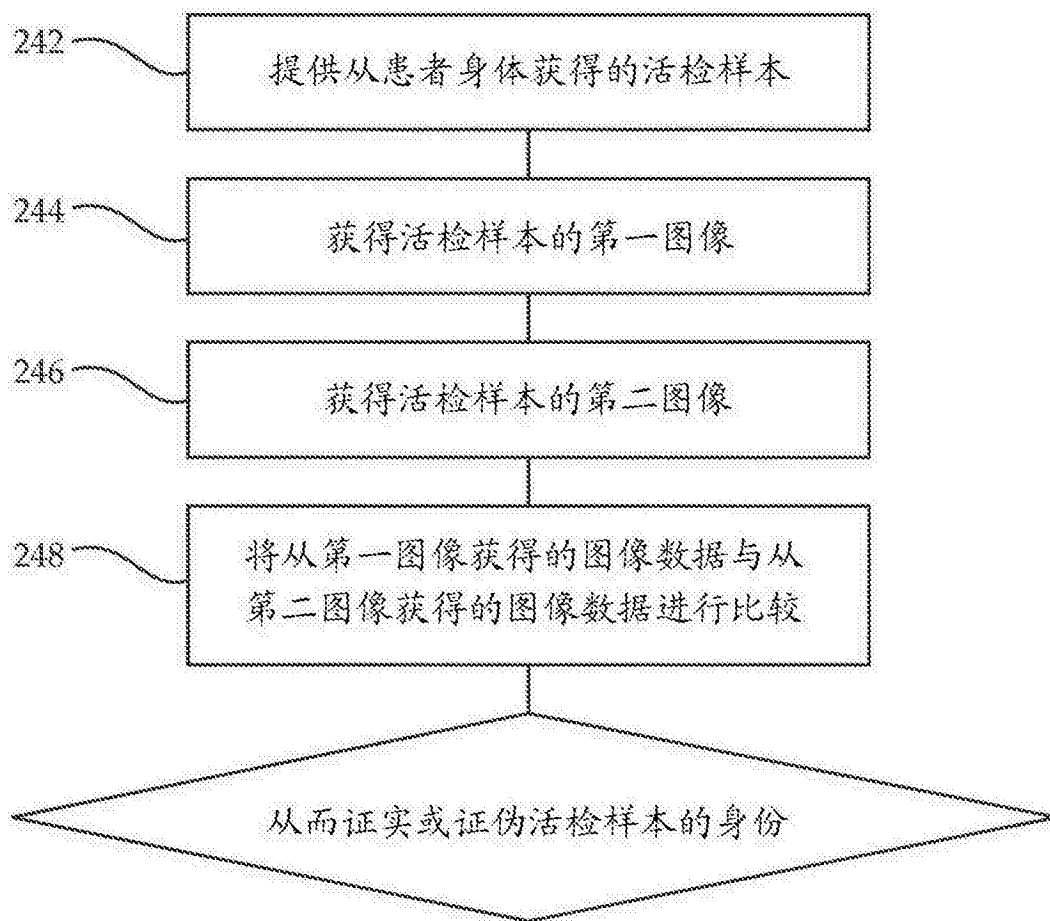 242
提供从患者身体获得的活检样本
244
获得活检样本的第一图像
246
获得活检样本的第二图像
248
将从第一图像获得的图像数据与从
第二图像获得的图像数据进行比较
从而证实或证伪活检样本的身份